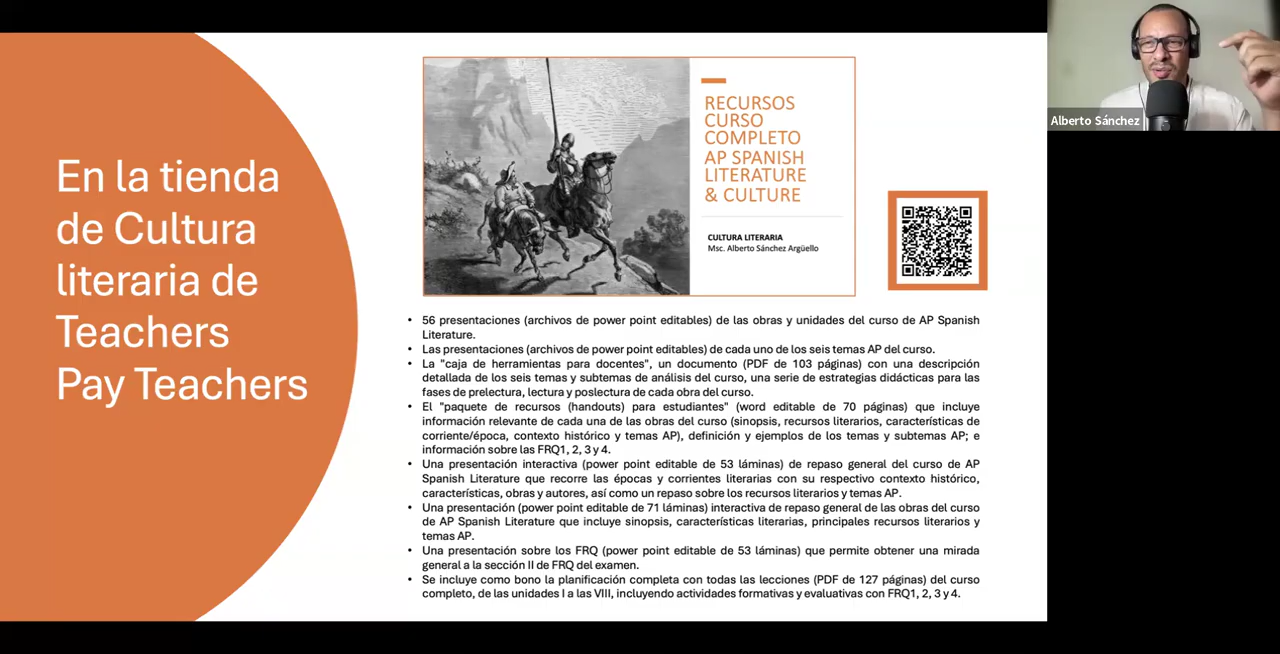 En la tienda
de Cultura
literaria de
Teachers
Pay Teachers
RECURSOS
CURSO
COMPLETO
AP SPANISH
LITERATURE
& CULTURE
CULTURA LITERARIA
Msc. Alberto Sánchez Argüello
• 56 presentaciones (archivos de power point editables) de las obras y unidades del curso de AP Spanish
Literature.
• Las presentaciones (archivos de power point editables) de cada uno de los seis temas AP del curso.
• La "caja de herramientas para docentes", un documento (PDF de 103 páginas) con una descripción
detallada de los seis temas y subtemas de análisis del curso, una serie de estrategias didácticas para las
fases de prelectura, lectura y poslectura de cada obra del curso.
• El "paquete de recursos (handouts) para estudiantes" (word editable de 70 páginas) que incluye
información relevante de cada una de las obras del curso (sinopsis, recursos literarios, características de
corriente/época, contexto histórico y temas AP), definición y ejemplos de los temas y subtemas AP; e
información sobre las FRQ1, 2, 3 y 4.
• Una presentación interactiva (power point editable de 53 láminas) de repaso general del curso de AP
Spanish Literature que recorre las épocas y corrientes literarias con su respectivo contexto histórico,
características, obras y autores, así como un repaso sobre los recursos literarios y temas AP.
• Una presentación (power point editable de 71 láminas) interactiva de repaso general de las obras del curso
de AP Spanish Literature que incluye sinopsis, características literarias, principales recursos literarios y
temas AP.
• Una presentación sobre los FRQ (power point editable de 53 láminas) que permite obtener una mirada
general a la sección II de FRQ del examen.
• Se incluye como bono la planificación completa con todas las lecciones (PDF de 127 páginas) del curso
completo, de las unidades I a las VIII, incluyendo actividades formativas y evaluativas con FRQ1, 2, 3 y 4.
Alberto Sánchez